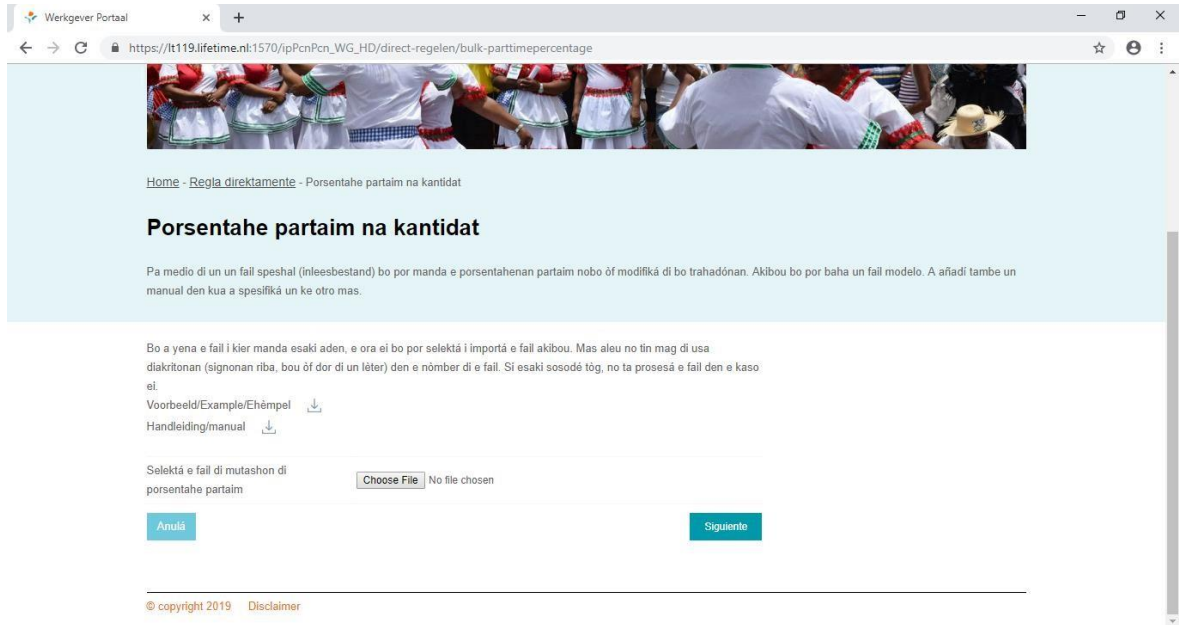 Werkgever Portaal
https://lt119.lifetime.nl:1570/ipPcnPcn_WG_HD/direct-regelen/bulk-parttimepercentage
Home - Regla direktamente - Porsentahe partaim na kantidat
Porsentahe partaim na kantidat
Pa medio di un un fail speshal (inleesbestand) bo por manda e porsentahenan partaim nobo òf modifiká di bo trahadónan. Akibou bo por baha un fail modelo. A añadí tambe un
manual den kua a spesifiká un ke otro mas.
Bo a yena e fail i kier manda esaki aden, e ora ei bo por selektá i importá e fail akibou. Mas aleu no tin mag di usa
diakritonan (signonan riba, bou òf dor di un lèter) den e nòmber di e fail. Si esaki sosodé tòg, no ta prosesá e fail den e kaso
ei.
Voorbeeld/Example/Ehèmpel
Handleiding/manual
Selektá e fail di mutashon di
porsentahe partaim
Choose File No file chosen
Anulá
Siguiente
© copyright 2019 Disclaimer